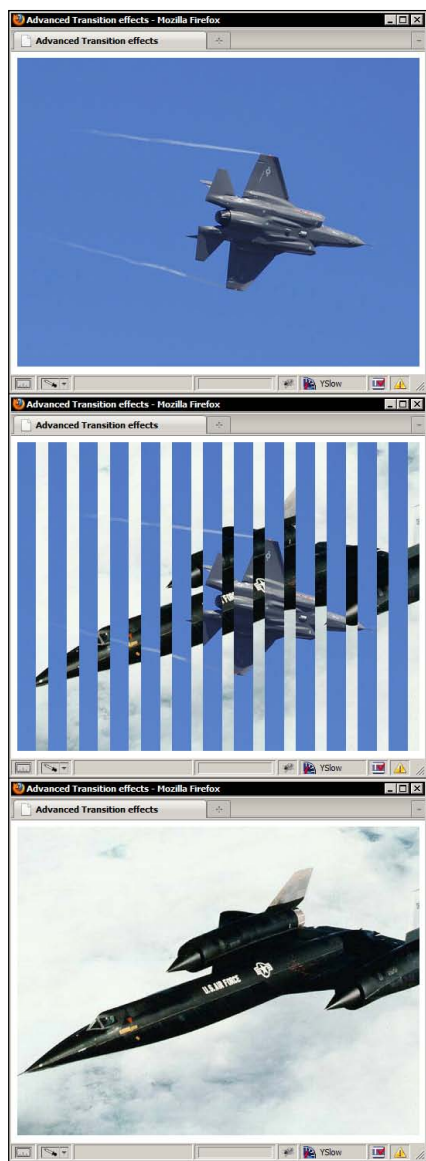 Advanced Transition effects - Mozilla Firefox
Advanced Transition effects
YSlow
Advanced Transition effects - Mozilla Firefox
Advanced Transition effects
FORCE
YSlow
Advanced Transition effects - Mozilla Firefox
Advanced Transition effects
U.S. AIR FORCE
YSlow